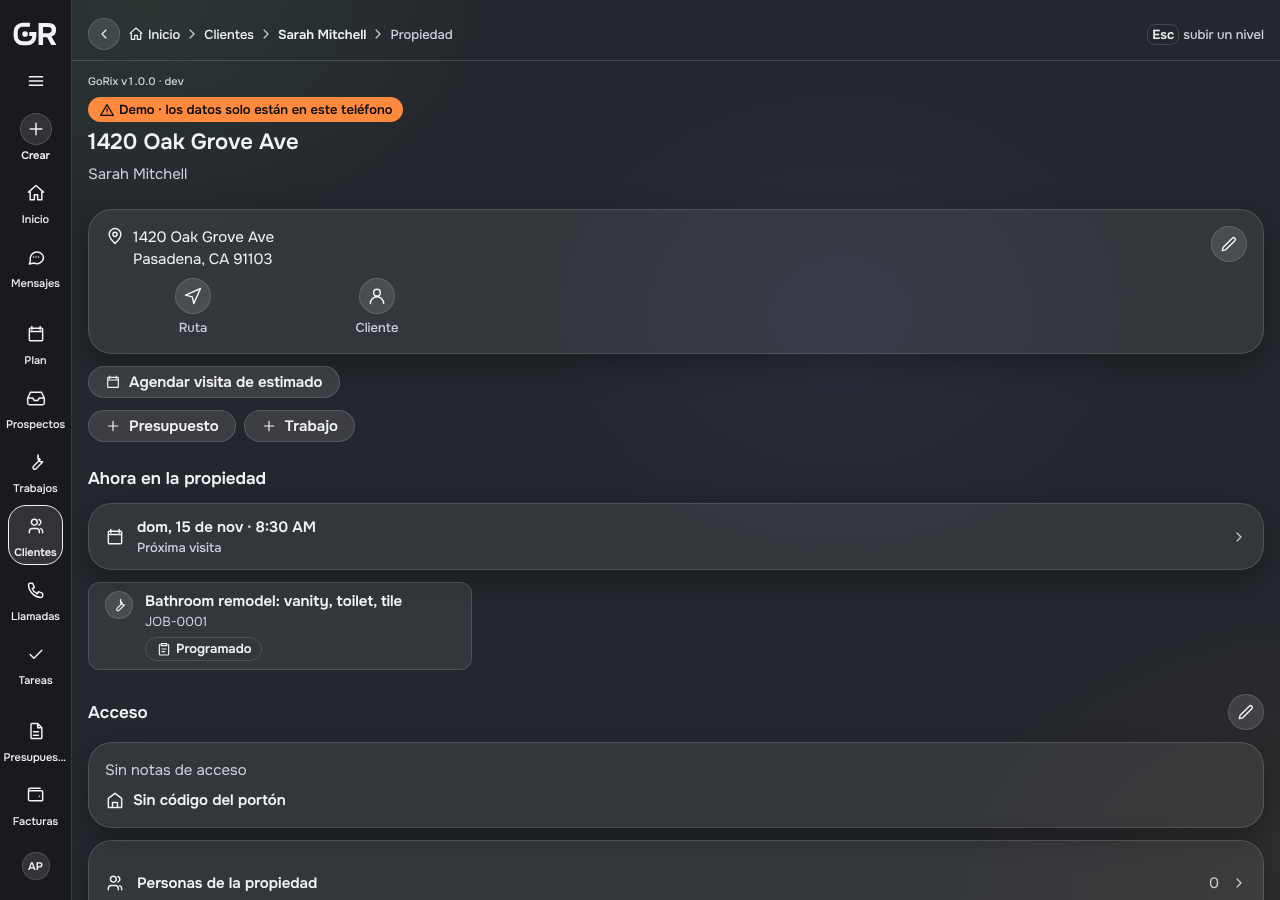 GR
Inicio
Clientes
Sarah Mitchell
Propiedad
Esc subir un nivel
GoRix v1.0.0 · dev
Demo · los datos solo están en este teléfono
1420 Oak Grove Ave
Sarah Mitchell
1420 Oak Grove Ave
Pasadena, CA 91103
Ruta
Cliente
Agendar visita de estimado
Presupuesto
Trabajo
Ahora en la propiedad
dom, 15 de nov · 8:30 AM
Próxima visita
Bathroom remodel: vanity, toilet, tile
JOB-0001
Programado
Acceso
Sin notas de acceso
Sin código del portón
Personas de la propiedad
0
Crear
Inicio
Mensajes
Plan
Prospectos
Trabajos
Clientes
Llamadas
Tareas
Presupues...
Facturas
AP